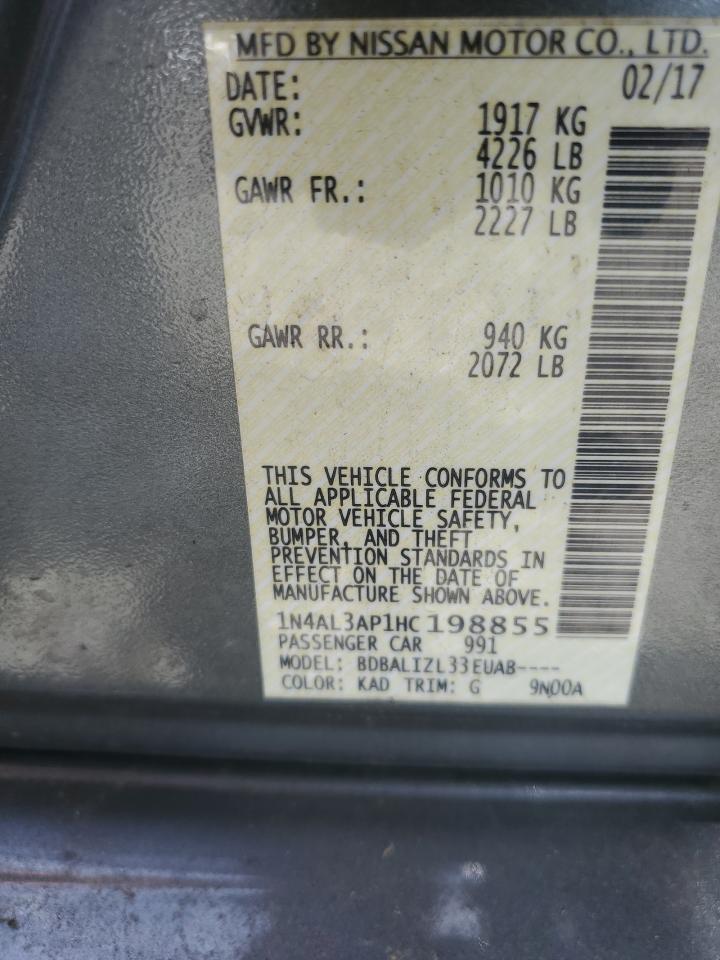 MFD BY NISSAN MOTOR CO., LTD.
DATE: 02/17
GVWR: 1917 KG
4226 LB
GAWR FR.: 1010 KG
2227 LB
GAWR RR.: 940 KG
2072 LB
THIS VEHICLE CONFORMS TO
ALL APPLICABLE FEDERAL
MOTOR VEHICLE SAFETY,
BUMPER, AND THEFT
PREVENTION STANDARDS IN
EFFECT ON THE DATE OF
MANUFACTURE SHOWN ABOVE.
1N4AL3AP1HC198855
PASSENGER CAR 991
MODEL: BDBALIZL33EUAB----
COLOR: KAD TRIM: G 9N00A